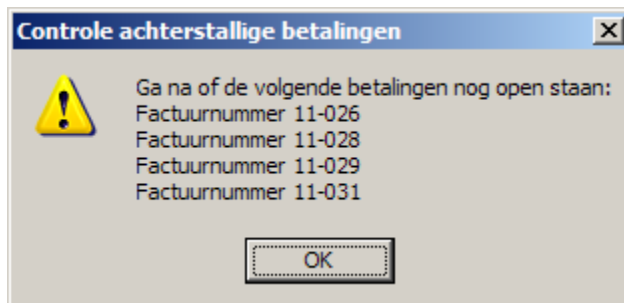 Controle achterstallige betalingen
Ga na of de volgende betalingen nog open staan:
Factuurnummer 11-026
Factuurnummer 11-028
Factuurnummer 11-029
Factuurnummer 11-031
OK